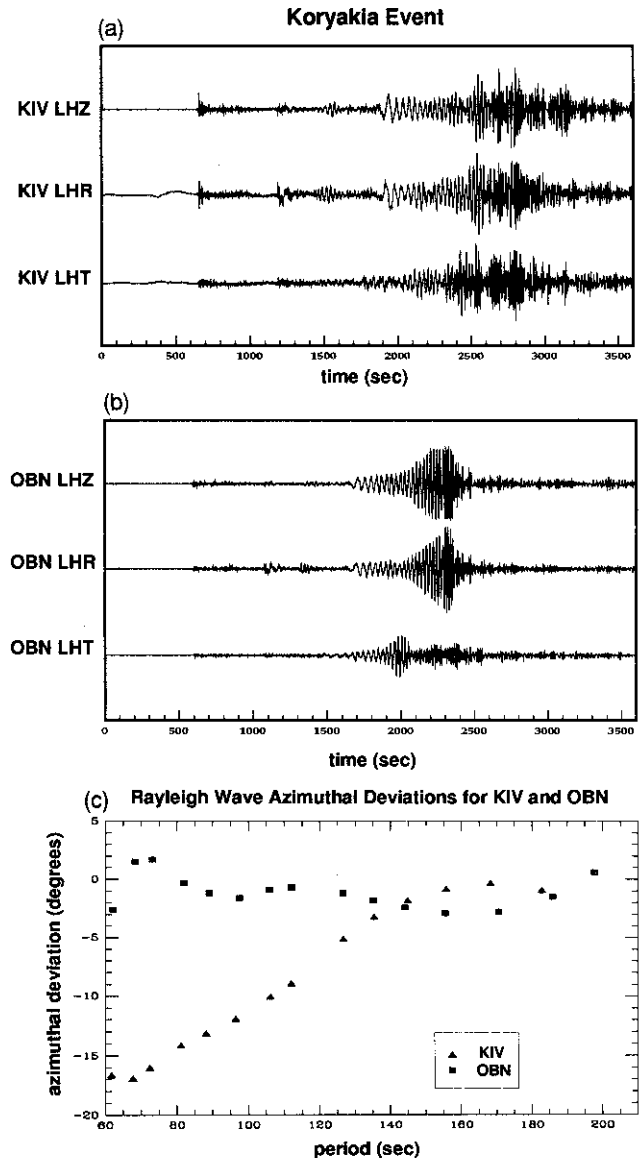 (a) Koryakia Event
KIV LHZ
KIV LHR
KIV LHT
0 500 1000 1500 2000 2500 3000 3500
time (sec)
(b)
OBN LHZ
OBN LHR
OBN LHT
0 500 1000 1500 2000 2500 3000 3500
time (sec)
(c) Rayleigh Wave Azimuthal Deviations for KIV and OBN
azimuthal deviation (degrees)
5
0
-5
-10
-15
-20
KIV
OBN
60 80 100 120 140 160 180 200
period (sec)